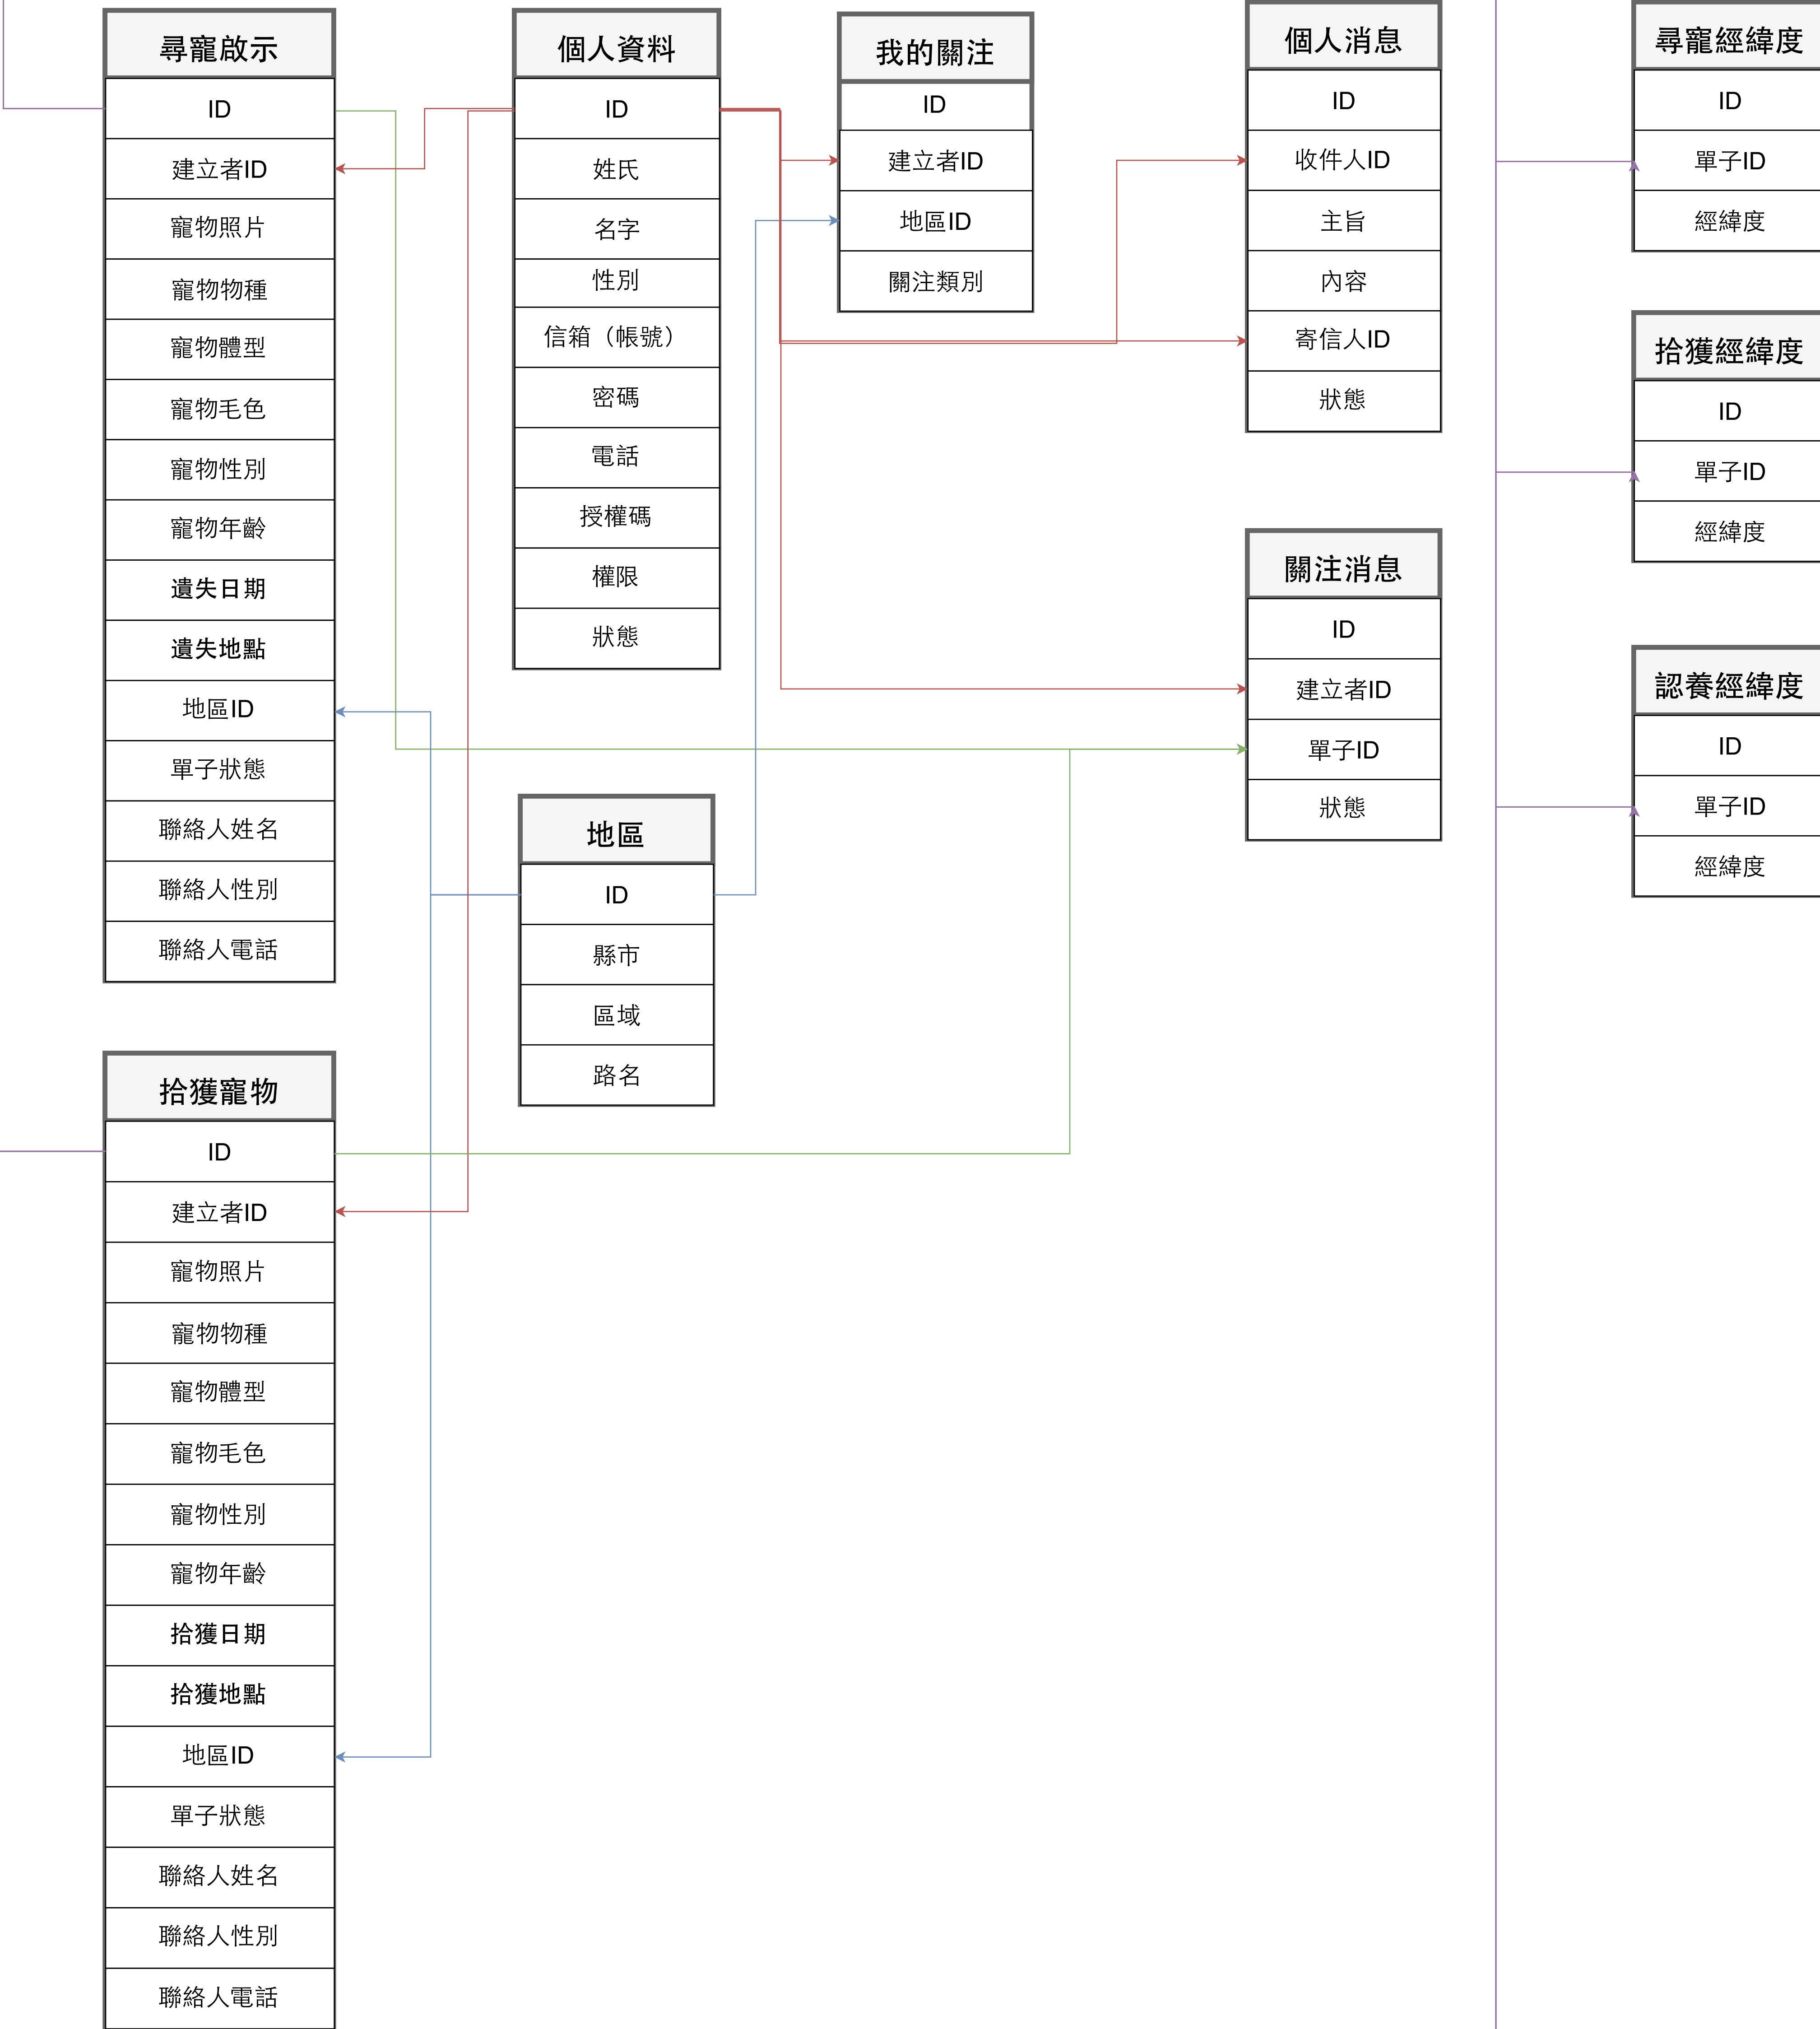 尋寵啟示
ID
建立者ID
寵物照片
寵物物種
寵物體型
寵物毛色
寵物性別
寵物年齡
遺失日期
遺失地點
地區ID
單子狀態
聯絡人姓名
聯絡人性別
聯絡人電話
拾獲寵物
ID
建立者ID
寵物照片
寵物物種
寵物體型
寵物毛色
寵物性別
寵物年齡
拾獲日期
拾獲地點
地區ID
單子狀態
聯絡人姓名
聯絡人性別
聯絡人電話
個人資料
ID
姓氏
名字
性別
信箱（帳號）
密碼
電話
授權碼
權限
狀態
地區
ID
縣市
區域
路名
我的關注
ID
建立者ID
地區ID
關注類別
個人消息
ID
收件人ID
主旨
內容
寄信人ID
狀態
關注消息
ID
建立者ID
單子ID
狀態
尋寵經緯度
ID
單子ID
經緯度
拾獲經緯度
ID
單子ID
經緯度
認養經緯度
ID
單子ID
經緯度